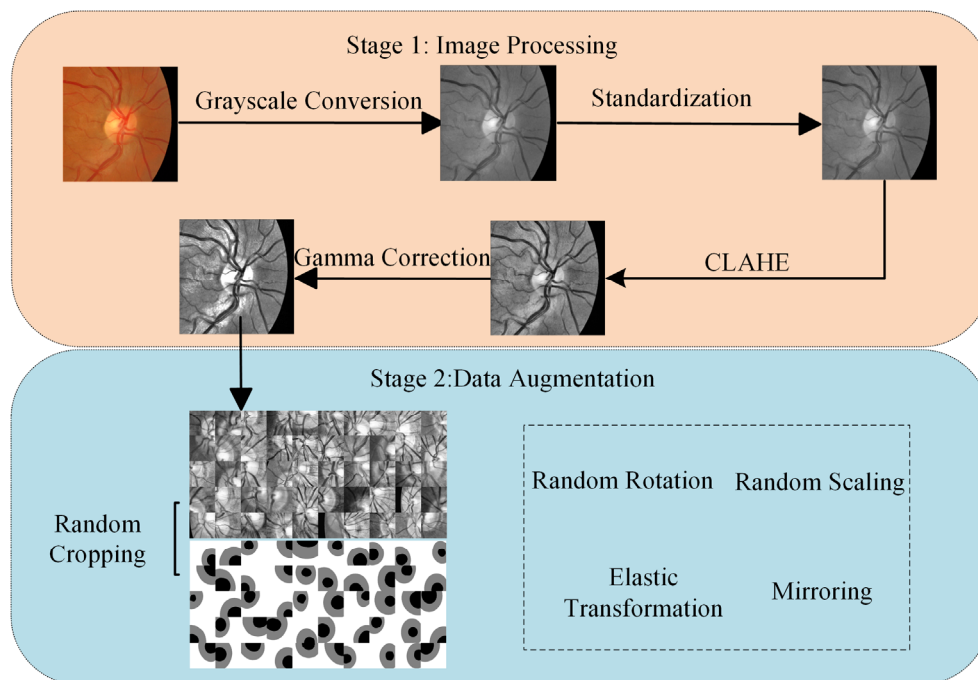 Stage 1: Image Processing
Grayscale Conversion
Standardization
Gamma Correction
CLAHE
Stage 2:Data Augmentation
Random
Cropping
Random Rotation
Random Scaling
Elastic
Transformation
Mirroring